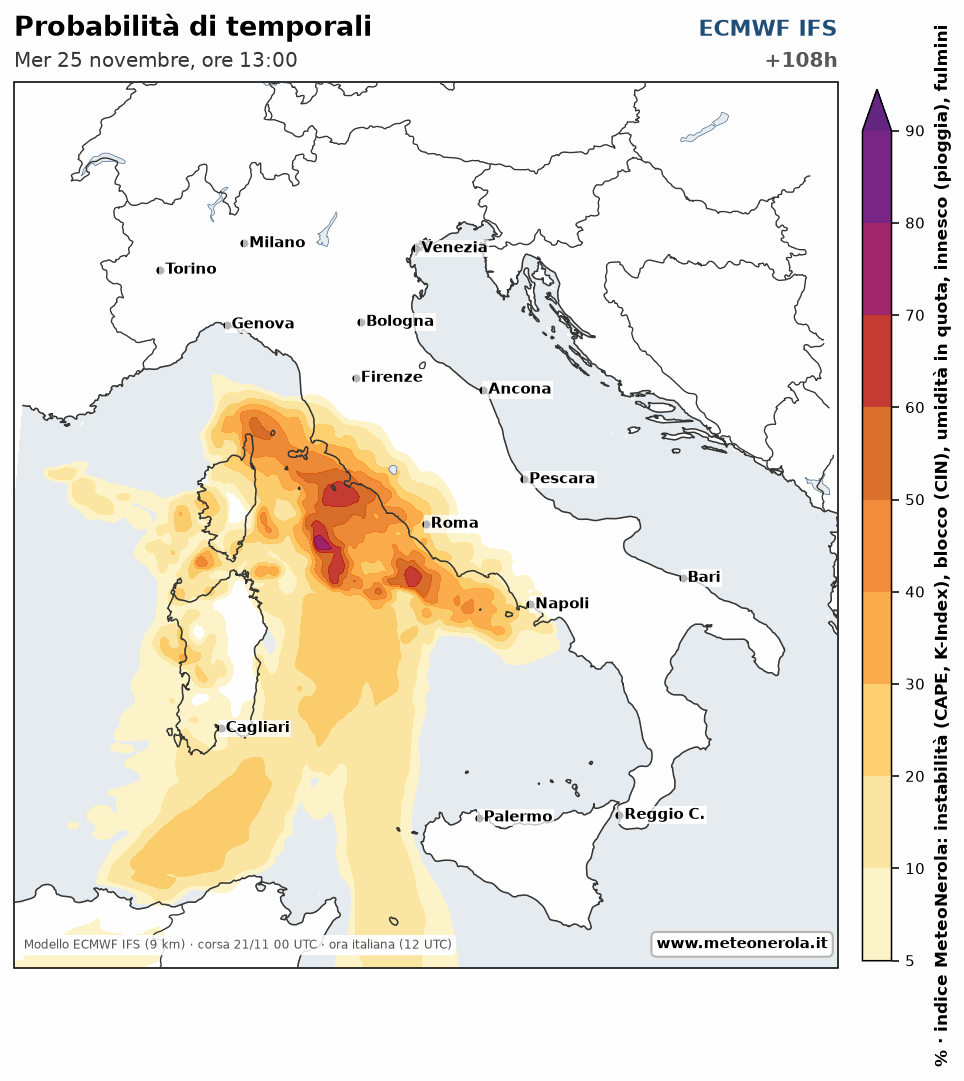 Probabilità di temporali
ECMWF IFS
Mer 25 novembre, ore 13:00
+108h
Milano
Venezia
Torino
Genova
Bologna
Firenze
Ancona
Pescara
Roma
Bari
Napoli
Cagliari
Palermo
Reggio C.
Modello ECMWF IFS (9 km) · corsa 21/11 00 UTC · ora italiana (12 UTC)
www.meteonerola.it
90
80
70
60
50
40
30
20
10
5
% · indice MeteoNerola: instabilità (CAPE, K-Index), blocco (CIN), umidità in quota, innesco (pioggia), fulmini